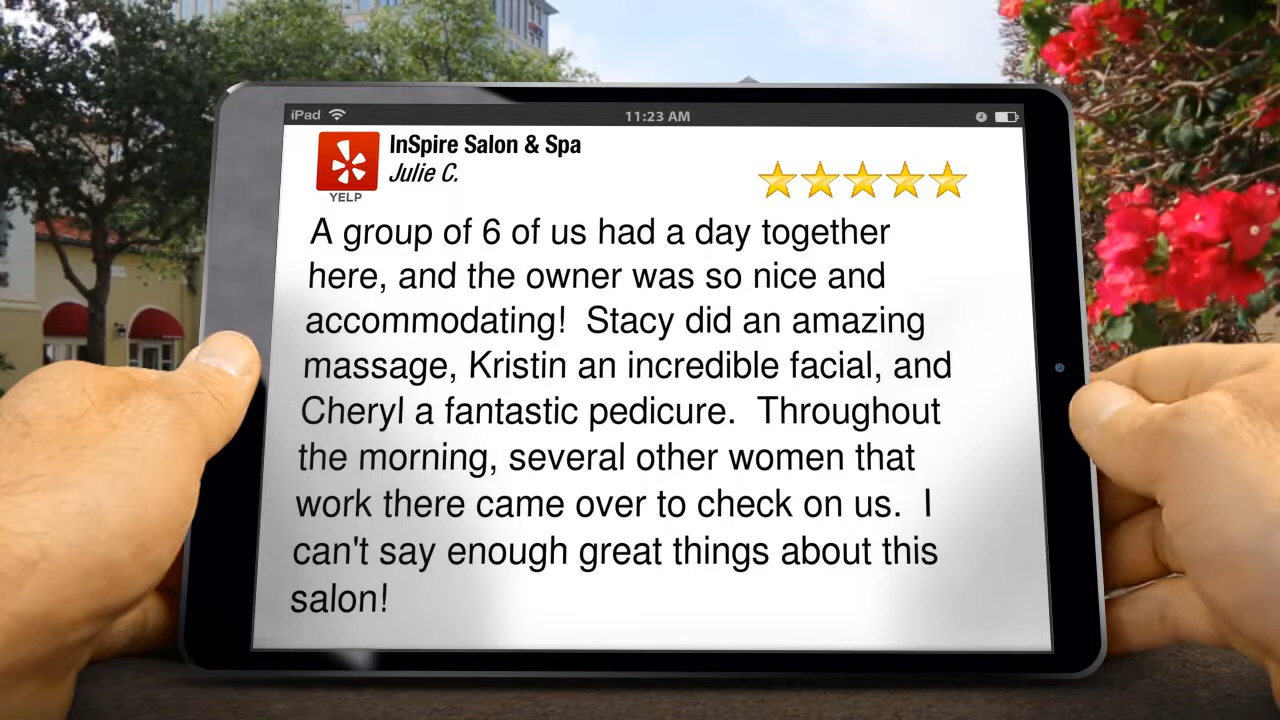 iPad
11:23 AM
InSpire Salon & Spa
Julie C.
YELP
A group of 6 of us had a day together
here, and the owner was so nice and
accommodating!  Stacy did an amazing
massage, Kristin an incredible facial, and
Cheryl a fantastic pedicure.  Throughout
the morning, several other women that
work there came over to check on us.  I
can't say enough great things about this
salon!